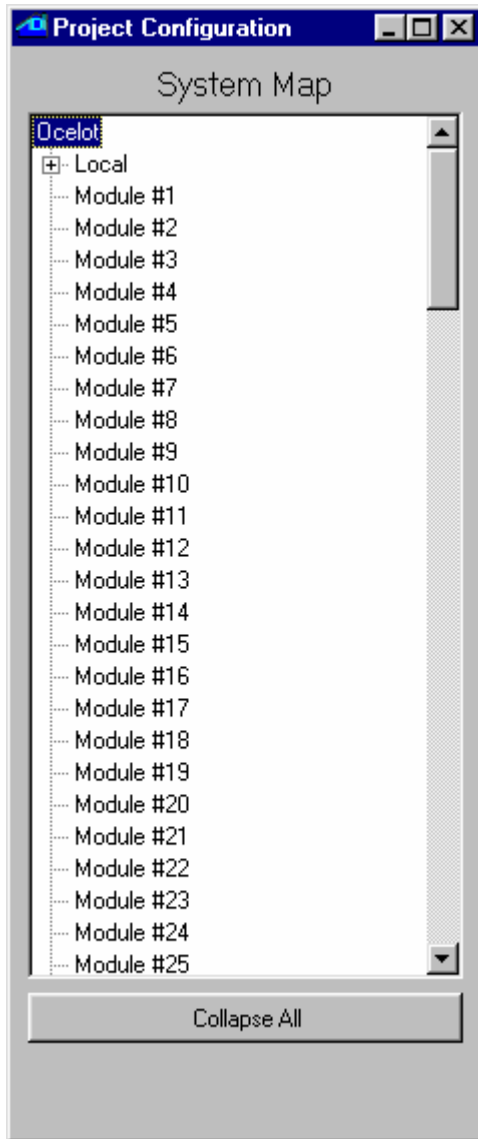 Project Configuration
System Map
Ocelot
Local
Module #1
Module #2
Module #3
Module #4
Module #5
Module #6
Module #7
Module #8
Module #9
Module #10
Module #11
Module #12
Module #13
Module #14
Module #15
Module #16
Module #17
Module #18
Module #19
Module #20
Module #21
Module #22
Module #23
Module #24
Module #25
Collapse All